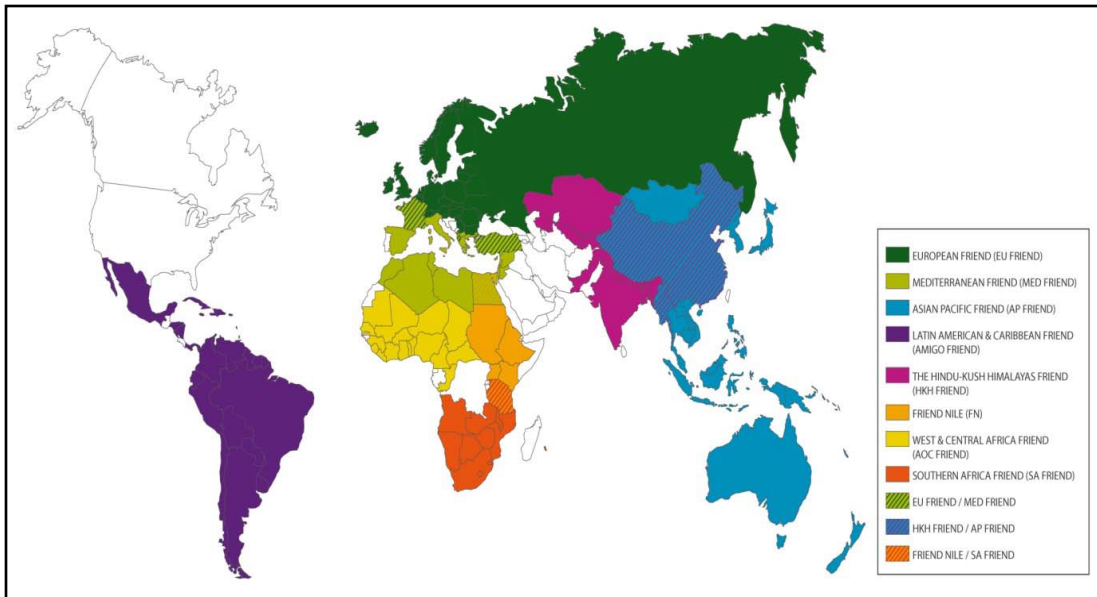 EUROPEAN FRIEND (EU FRIEND)
MEDITERRANEAN FRIEND (MED FRIEND)
ASIAN PACIFIC FRIEND (AP FRIEND)
LATIN AMERICAN & CARIBBEAN FRIEND
(AMIGO FRIEND)
THE HINDU-KUSH HIMALAYAS FRIEND
(HKH FRIEND)
FRIEND NILE (FN)
WEST & CENTRAL AFRICA FRIEND
(AOC FRIEND)
SOUTHERN AFRICA FRIEND (SA FRIEND)
EU FRIEND / MED FRIEND
HKH FRIEND / AP FRIEND
FRIEND NILE / SA FRIEND